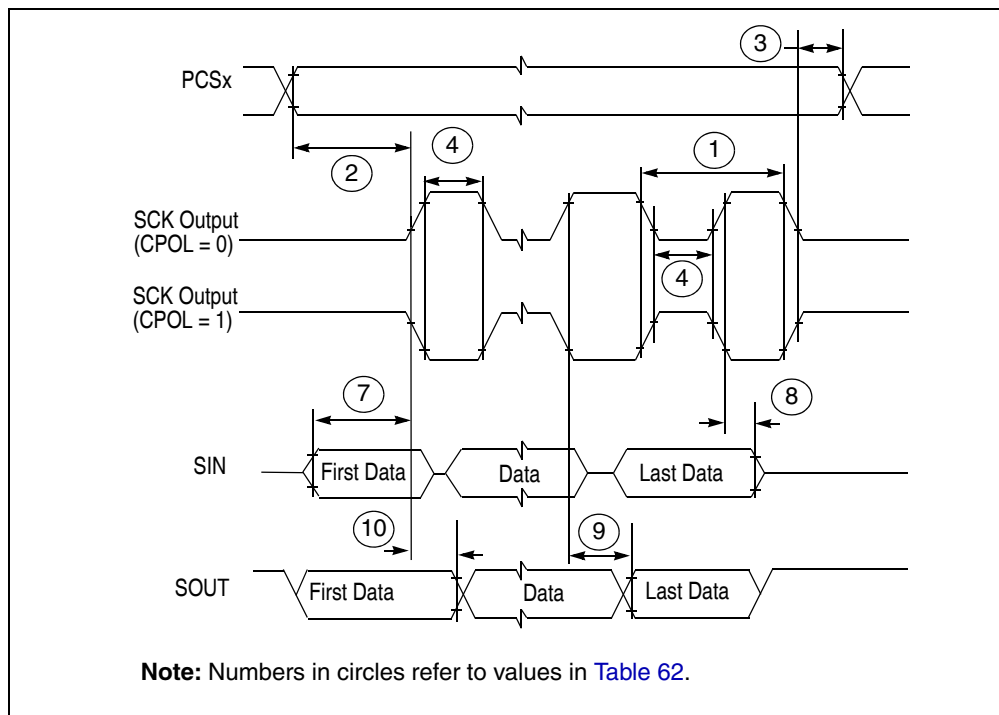 3
PCSx
2
4
1
SCK Output
(CPOL = 0)
4
SCK Output
(CPOL = 1)
7
8
SIN
First Data
Data
Last Data
10
9
SOUT
First Data
Data
Last Data
Note: Numbers in circles refer to values in Table 62.